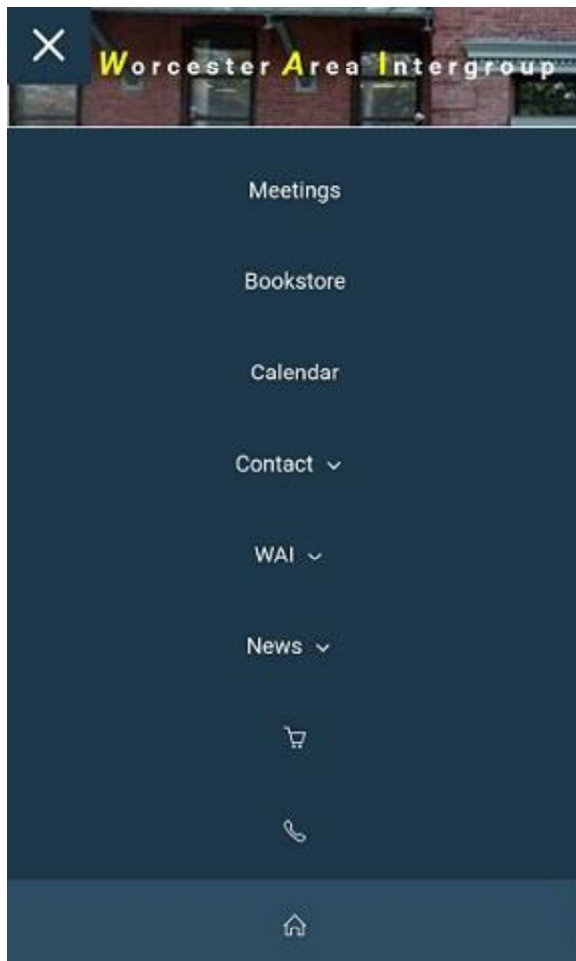 Worcester Area Intergroup
Meetings
Bookstore
Calendar
Contact
WAI
News